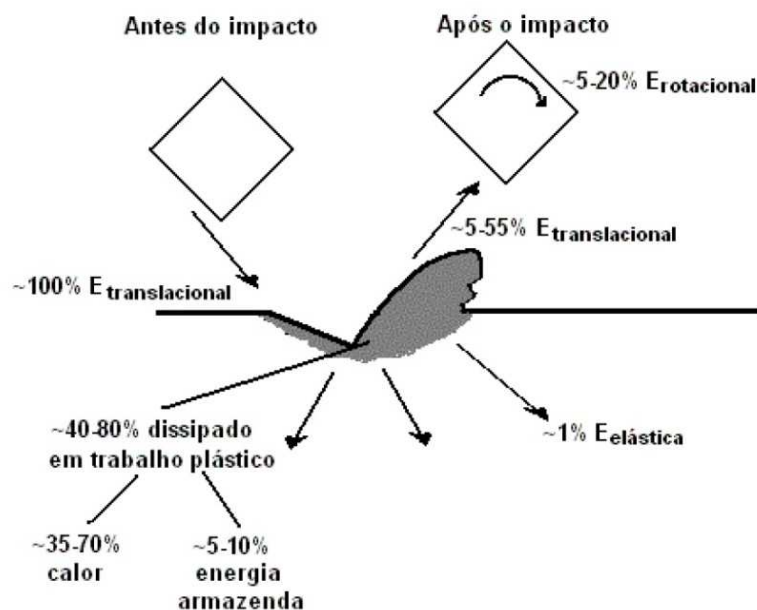 Antes do impacto
Após o impacto
~5-20% Erotacional
~5-55% Etranslacional
~100% Etranslacional
~40-80% dissipado
em trabalho plástico
~1% Eelástica
~35-70%
calor
~5-10%
energia
armazenda